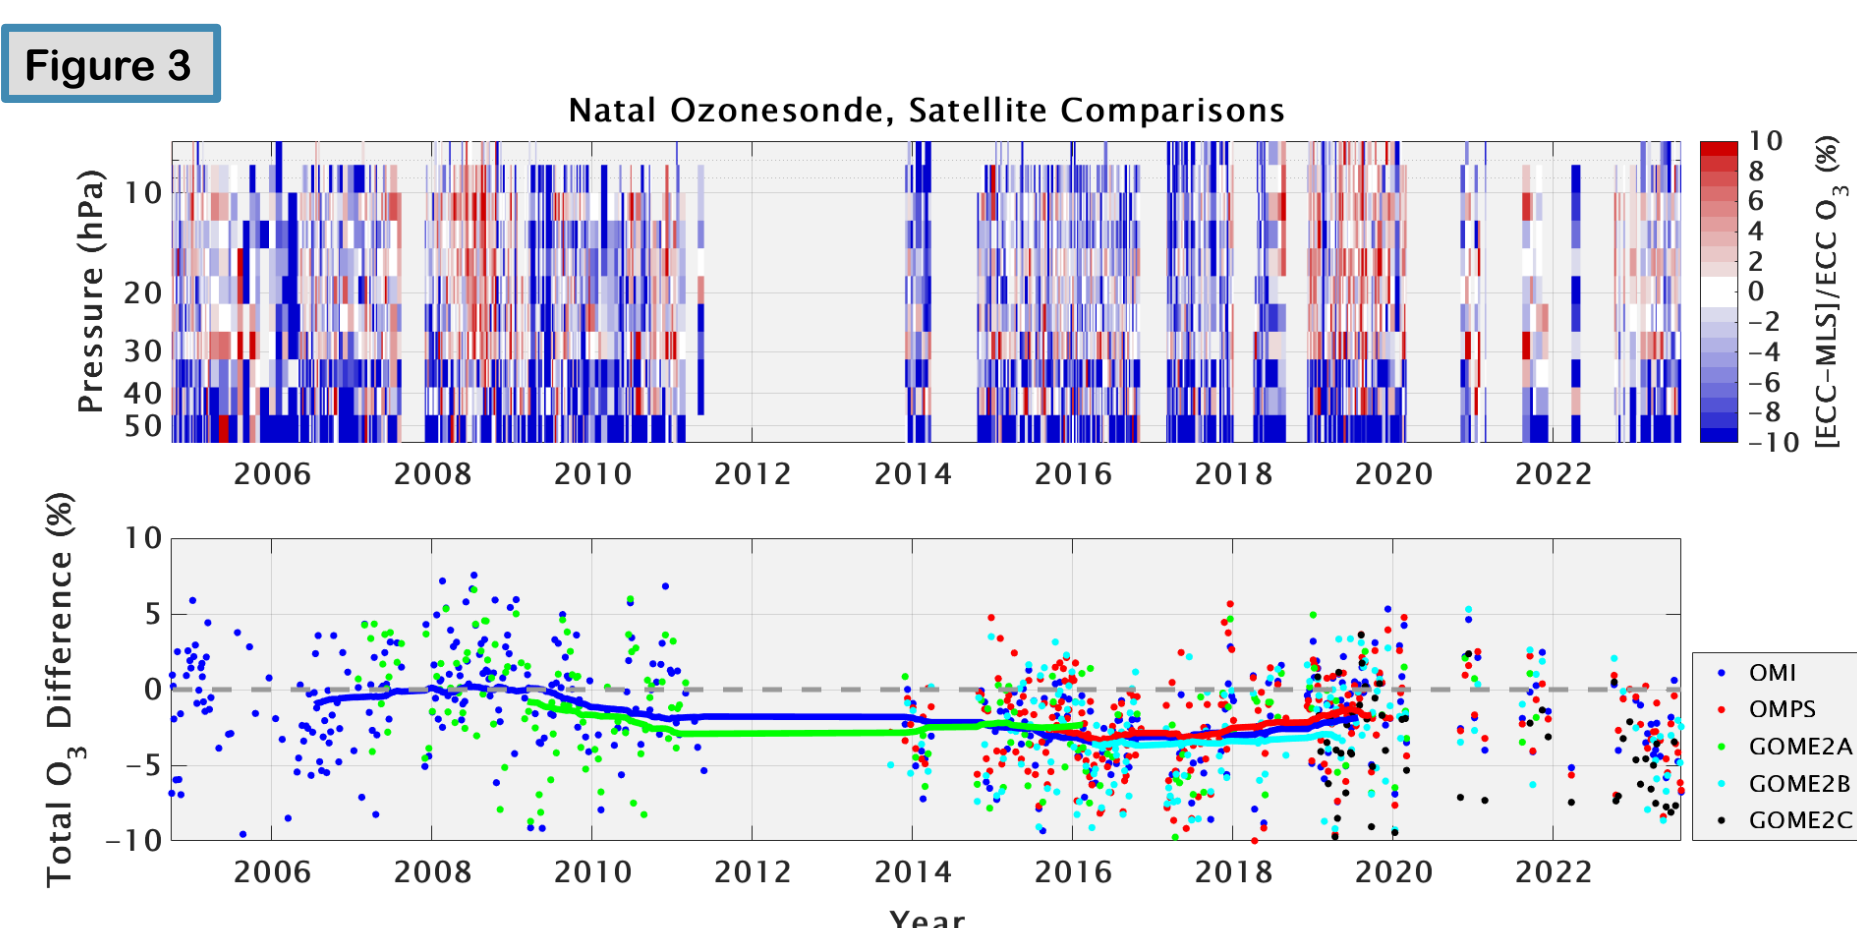 Figure 3
Natal Ozonesonde, Satellite Comparisons
Pressure (hPa)
10
20
30
40
50
2006 2008 2010 2012 2014 2016 2018 2020 2022
10
8
6
4
2
0
−2
−4
−6
−8
−10
[ECC−MLS]/ECC O3 (%)
Total O3 Difference (%)
10
5
0
−5
−10
2006 2008 2010 2012 2014 2016 2018 2020 2022
Year
OMI
OMPS
GOME2A
GOME2B
GOME2C